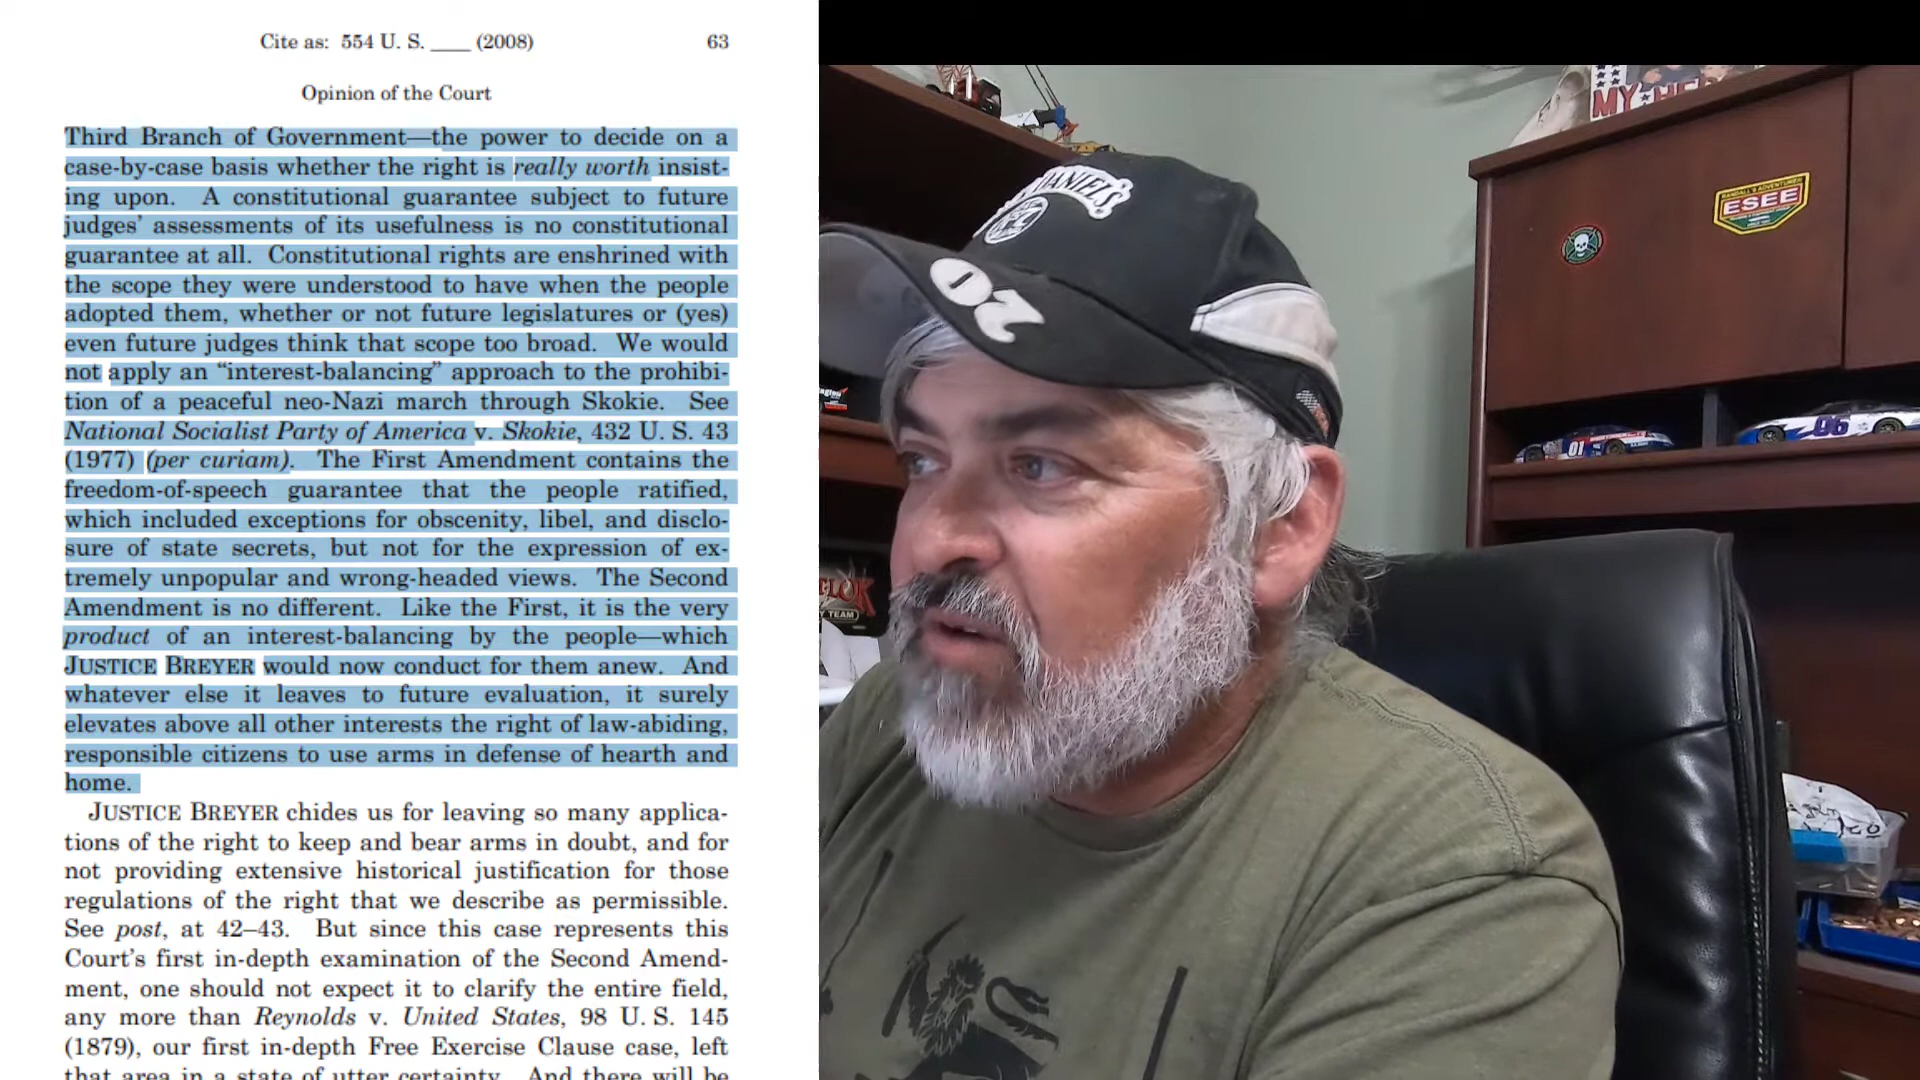 Cite as: 554 U. S. ____ (2008) 63
Opinion of the Court
Third Branch of Government—the power to decide on a
case-by-case basis whether the right is really worth insist-
ing upon. A constitutional guarantee subject to future
judges’ assessments of its usefulness is no constitutional
guarantee at all. Constitutional rights are enshrined with
the scope they were understood to have when the people
adopted them, whether or not future legislatures or (yes)
even future judges think that scope too broad. We would
not apply an “interest-balancing” approach to the prohibi-
tion of a peaceful neo-Nazi march through Skokie. See
National Socialist Party of America v. Skokie, 432 U. S. 43
(1977) (per curiam). The First Amendment contains the
freedom-of-speech guarantee that the people ratified,
which included exceptions for obscenity, libel, and disclo-
sure of state secrets, but not for the expression of ex-
tremely unpopular and wrong-headed views. The Second
Amendment is no different. Like the First, it is the very
product of an interest-balancing by the people—which
JUSTICE BREYER would now conduct for them anew. And
whatever else it leaves to future evaluation, it surely
elevates above all other interests the right of law-abiding,
responsible citizens to use arms in defense of hearth and
home.
JUSTICE BREYER chides us for leaving so many applica-
tions of the right to keep and bear arms in doubt, and for
not providing extensive historical justification for those
regulations of the right that we describe as permissible.
See post, at 42–43. But since this case represents this
Court’s first in-depth examination of the Second Amend-
ment, one should not expect it to clarify the entire field,
any more than Reynolds v. United States, 98 U. S. 145
(1879), our first in-depth Free Exercise Clause case, left
that area in a state of utter certainty. And there will be
MY
DANIEL'S
07
ESEE
01
96
TEAM